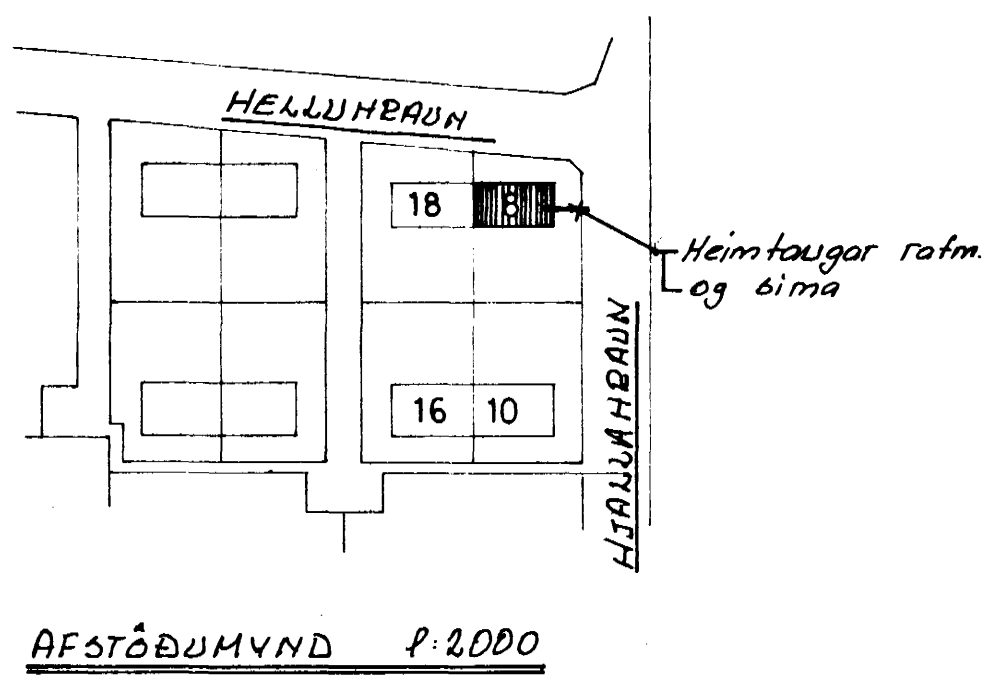 HELLUHRAUN
18 8
Heimtaugar rafm.
og síma
16 10
HJALLAHRAUN
AFSTÖÐUMYND 1:2000